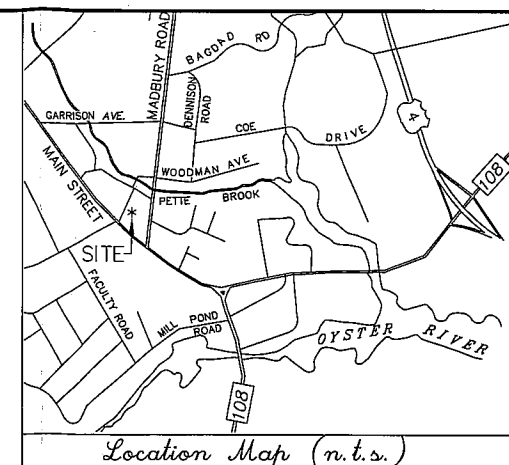 BAGDAD RD
MADBURY ROAD
DENNISON ROAD
GARRISON AVE.
COE DRIVE
4
MAIN STREET
WOODMAN AVE
108
PETTE BROOK
*
SITE
FACULTY ROAD
MILL POND ROAD
OYSTER RIVER
108
Location Map (n.t.s.)